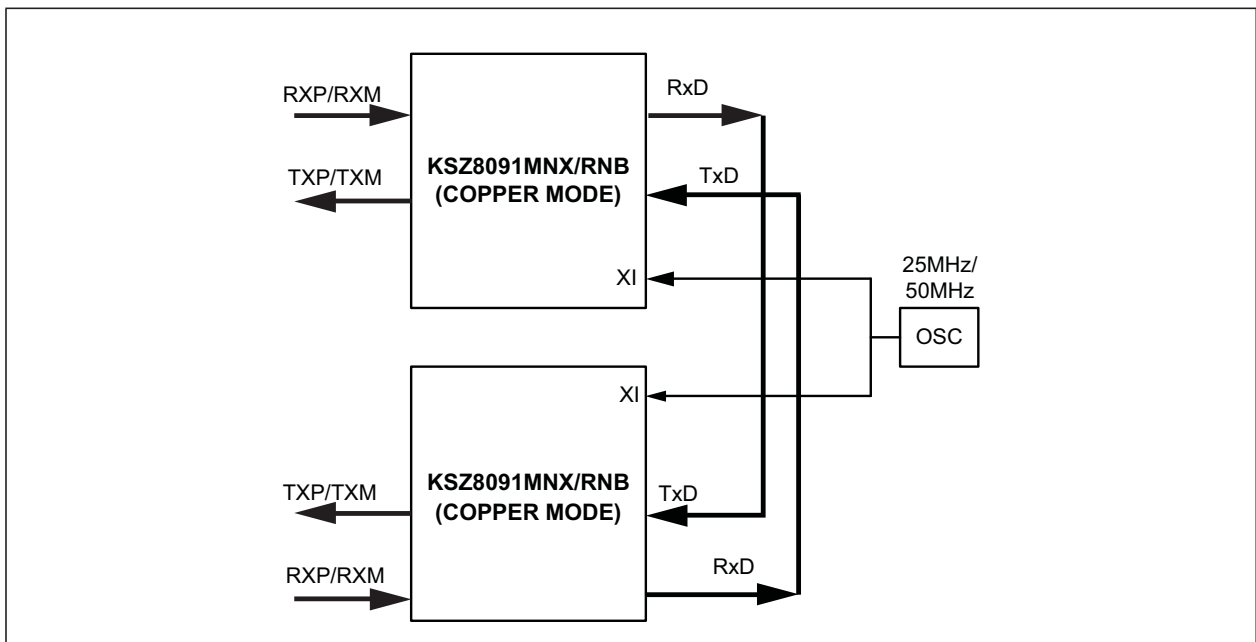 RXP/RXM
RxD
KSZ8091MNX/RNB
(COPPER MODE)
TXP/TXM
TxD
XI
25MHz/
50MHz
OSC
XI
KSZ8091MNX/RNB
(COPPER MODE)
TXP/TXM
TxD
RXP/RXM
RxD